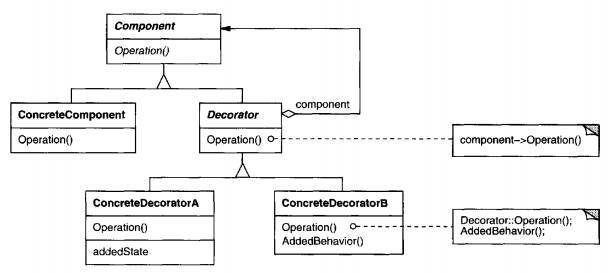 Component
Operation()
component
ConcreteComponent
Operation()
Decorator
Operation()
component–>Operation()
ConcreteDecoratorA
Operation()
addedState
ConcreteDecoratorB
Operation()
AddedBehavior()
Decorator::Operation();
AddedBehavior();